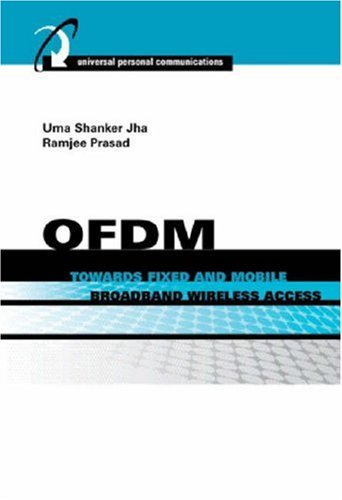 universal personal communications
Uma Shanker Jha
Ramjee Prasad
OFDM
TOWARDS FIXED AND MOBILE
BROADBAND WIRELESS ACCESS